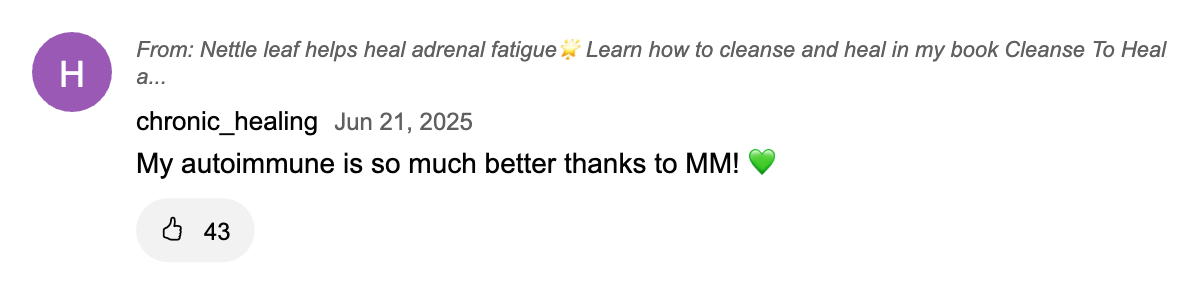 H
From: Nettle leaf helps heal adrenal fatigue🌟 Learn how to cleanse and heal in my book Cleanse To Heal
a...
chronic_healing Jun 21, 2025
My autoimmune is so much better thanks to MM! 💚
43